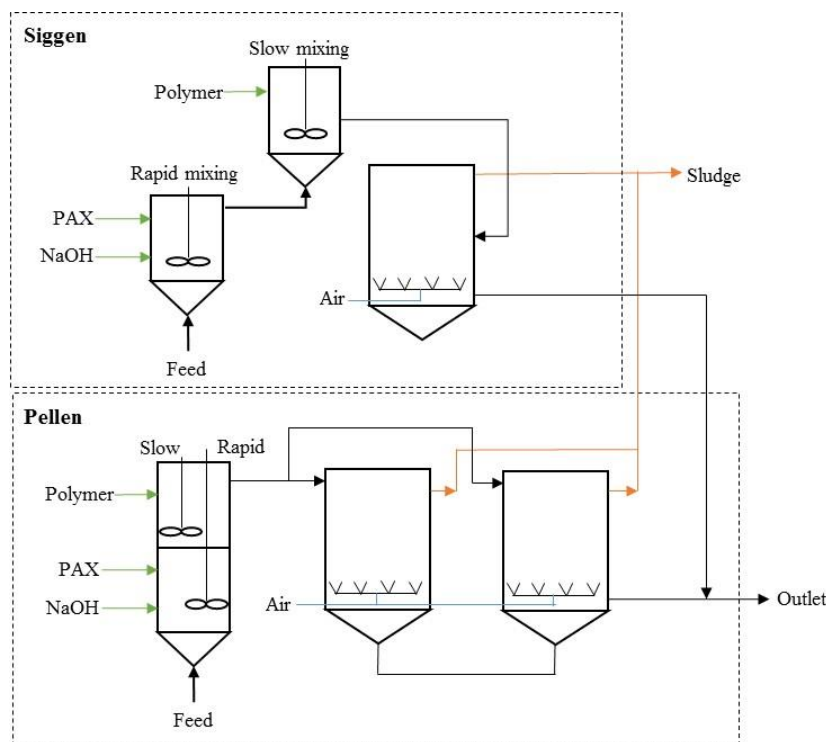 Siggen
Slow mixing
Polymer
Rapid mixing
Sludge
PAX
NaOH
Air
Feed
Pellen
Slow
Rapid
Polymer
PAX
NaOH
Air
Outlet
Feed